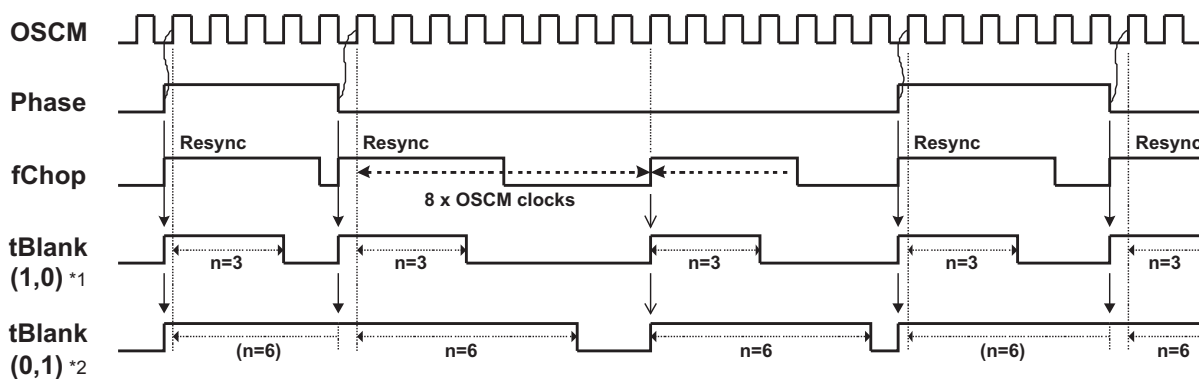 OSCM
Phase
Resync Resync Resync Resync
fChop
8 x OSCM clocks
tBlank
(1,0) *1
n=3 n=3 n=3 n=3 n=3
tBlank
(0,1) *2
(n=6) n=6 n=6 (n=6) n=6